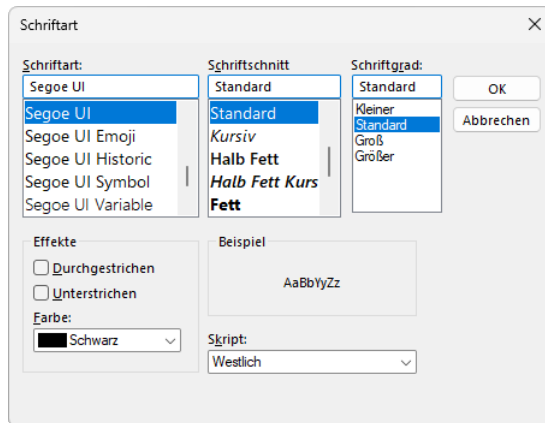 Schriftart
Schriftart:
Segoe UI
Segoe UI
Segoe UI Emoji
Segoe UI Historic
Segoe UI Symbol
Segoe UI Variable
Schriftschnitt
Standard
Standard
Kursiv
Halb Fett
Halb Fett Kurs
Fett
Schriftgrad:
Standard
Kleiner
Standard
Groß
Größer
OK
Abbrechen
Effekte
Durchgestrichen
Unterstrichen
Farbe:
Schwarz
Beispiel
AaBbYyZz
Skript:
Westlich